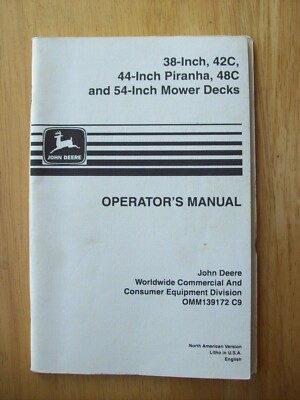 38-Inch, 42C,
44-Inch Piranha, 48C
and 54-Inch Mower Decks
JOHN DEERE
OPERATOR'S MANUAL
John Deere
Worldwide Commercial And
Consumer Equipment Division
OMM139172 C9
North American Version
Litho in U.S.A.
English